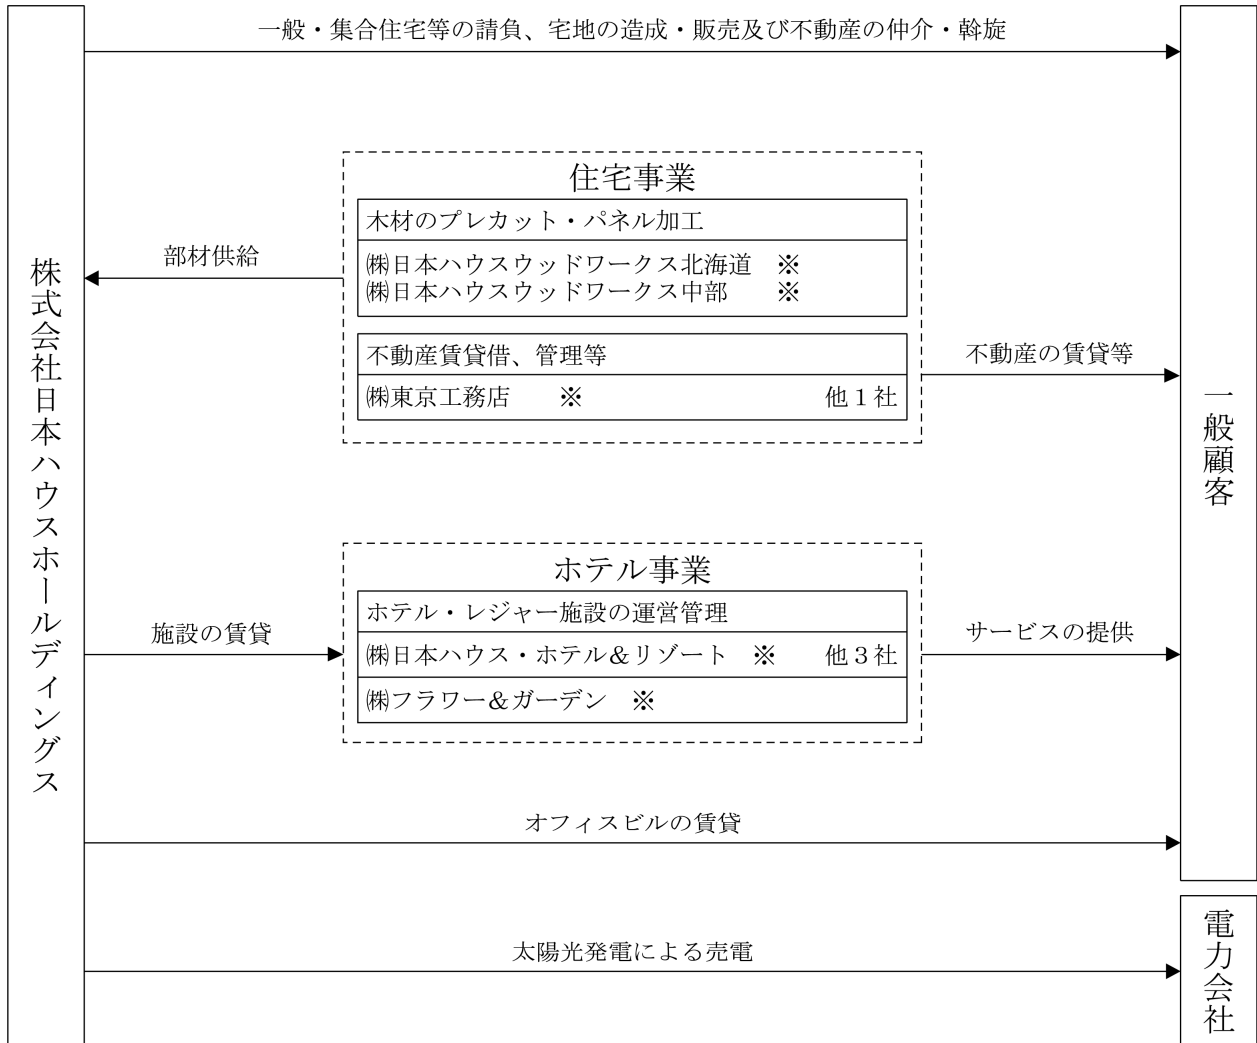 一般・集合住宅等の請負、宅地の造成・販売及び不動産の仲介・斡旋
株式会社日本ハウスホールディングス
住宅事業
木材のプレカット・パネル加工
㈱日本ハウスウッドワークス北海道 ※
㈱日本ハウスウッドワークス中部 ※
部材供給
不動産賃貸借、管理等
㈱東京工務店 ※ 他1社
不動産の賃貸等
一般顧客
ホテル事業
ホテル・レジャー施設の運営管理
㈱日本ハウス・ホテル&リゾート ※ 他3社
㈱フラワー&ガーデン ※
施設の賃貸
サービスの提供
オフィスビルの賃貸
太陽光発電による売電
電力会社